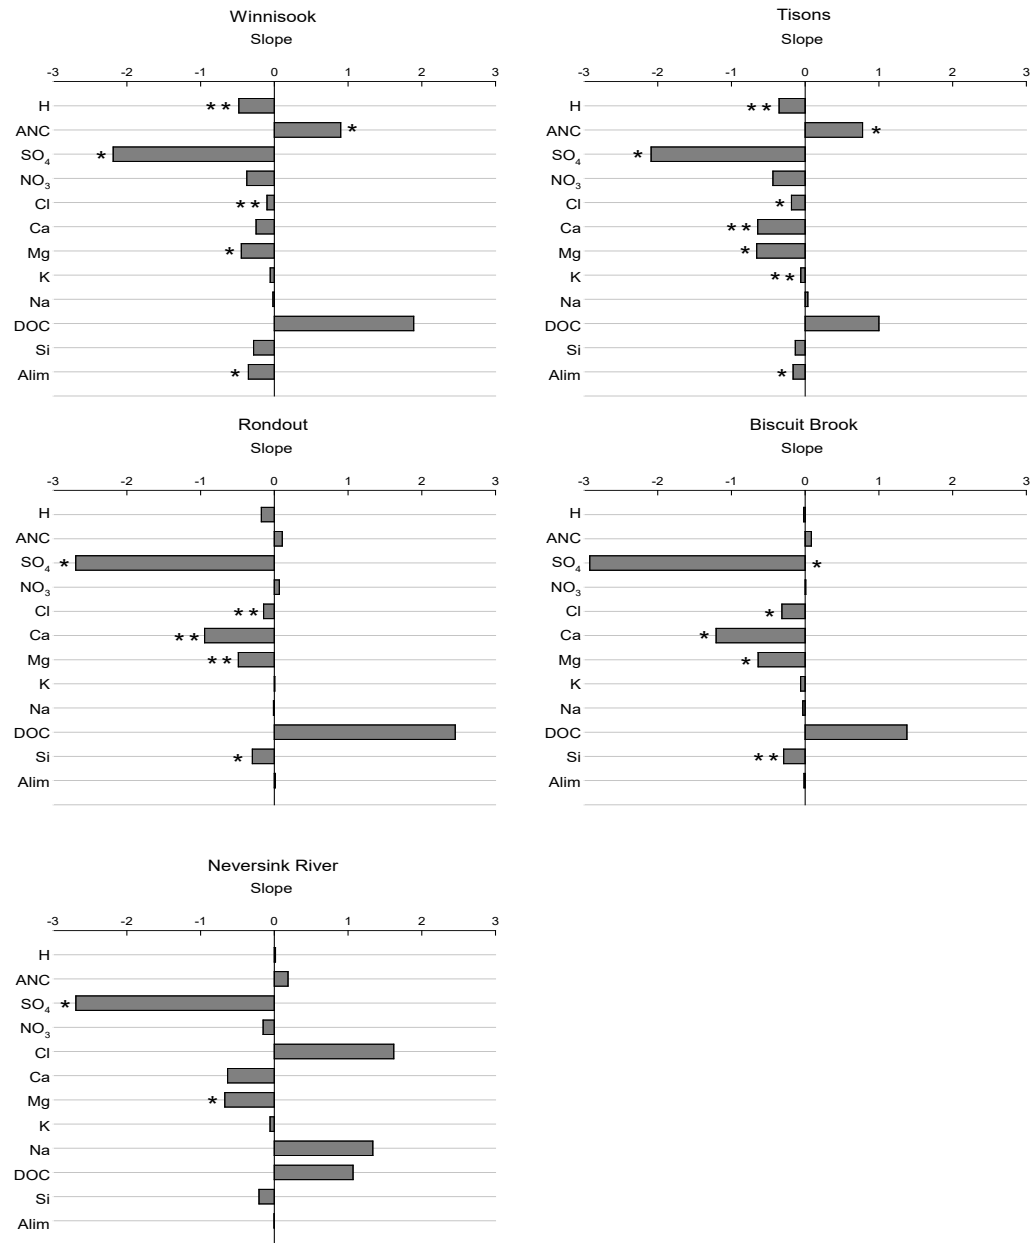 Winnisook
Slope
-3 -2 -1 0 1 2 3
H **
ANC *
SO₄ *
NO₃
Cl **
Ca
Mg *
K
Na
DOC
Si
Alim *
Tisons
Slope
-3 -2 -1 0 1 2 3
H **
ANC *
SO₄ *
NO₃
Cl *
Ca **
Mg *
K **
Na
DOC
Si
Alim *
Rondout
Slope
-3 -2 -1 0 1 2 3
H
ANC
SO₄ *
NO₃
Cl **
Ca **
Mg **
K
Na
DOC
Si *
Alim
Biscuit Brook
Slope
-3 -2 -1 0 1 2 3
H
ANC
SO₄ *
NO₃
Cl *
Ca *
Mg *
K
Na
DOC
Si **
Alim
Neversink River
Slope
-3 -2 -1 0 1 2 3
H
ANC
SO₄ *
NO₃
Cl
Ca
Mg *
K
Na
DOC
Si
Alim